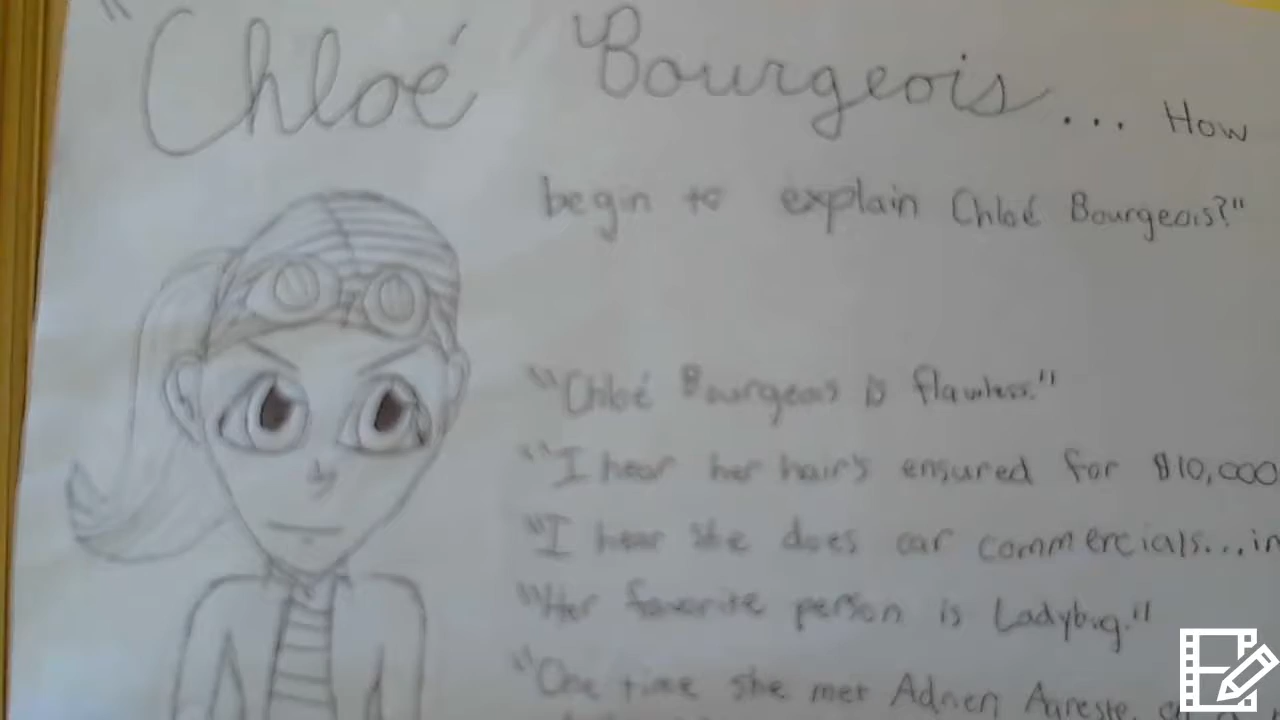 "Chloé Bourgeois... How
begin to explain Chloé Bourgeois?"
"Chloé Bourgeois is flawless."
"I hear her hair's ensured for $10,000
"I hear she does car commercials...in
"Her favorite person is Ladybug."
"One time she met Adrien Agreste,